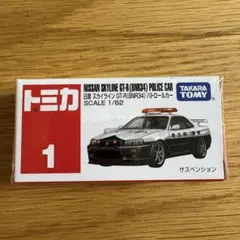 トミカ
1
NISSAN SKYLINE GT-R(BNR34) POLICE CAR
日産 スカイライン GT-R(BNR34) パトロールカー
SCALE 1/62
TAKARA
TOMY
サスペンション